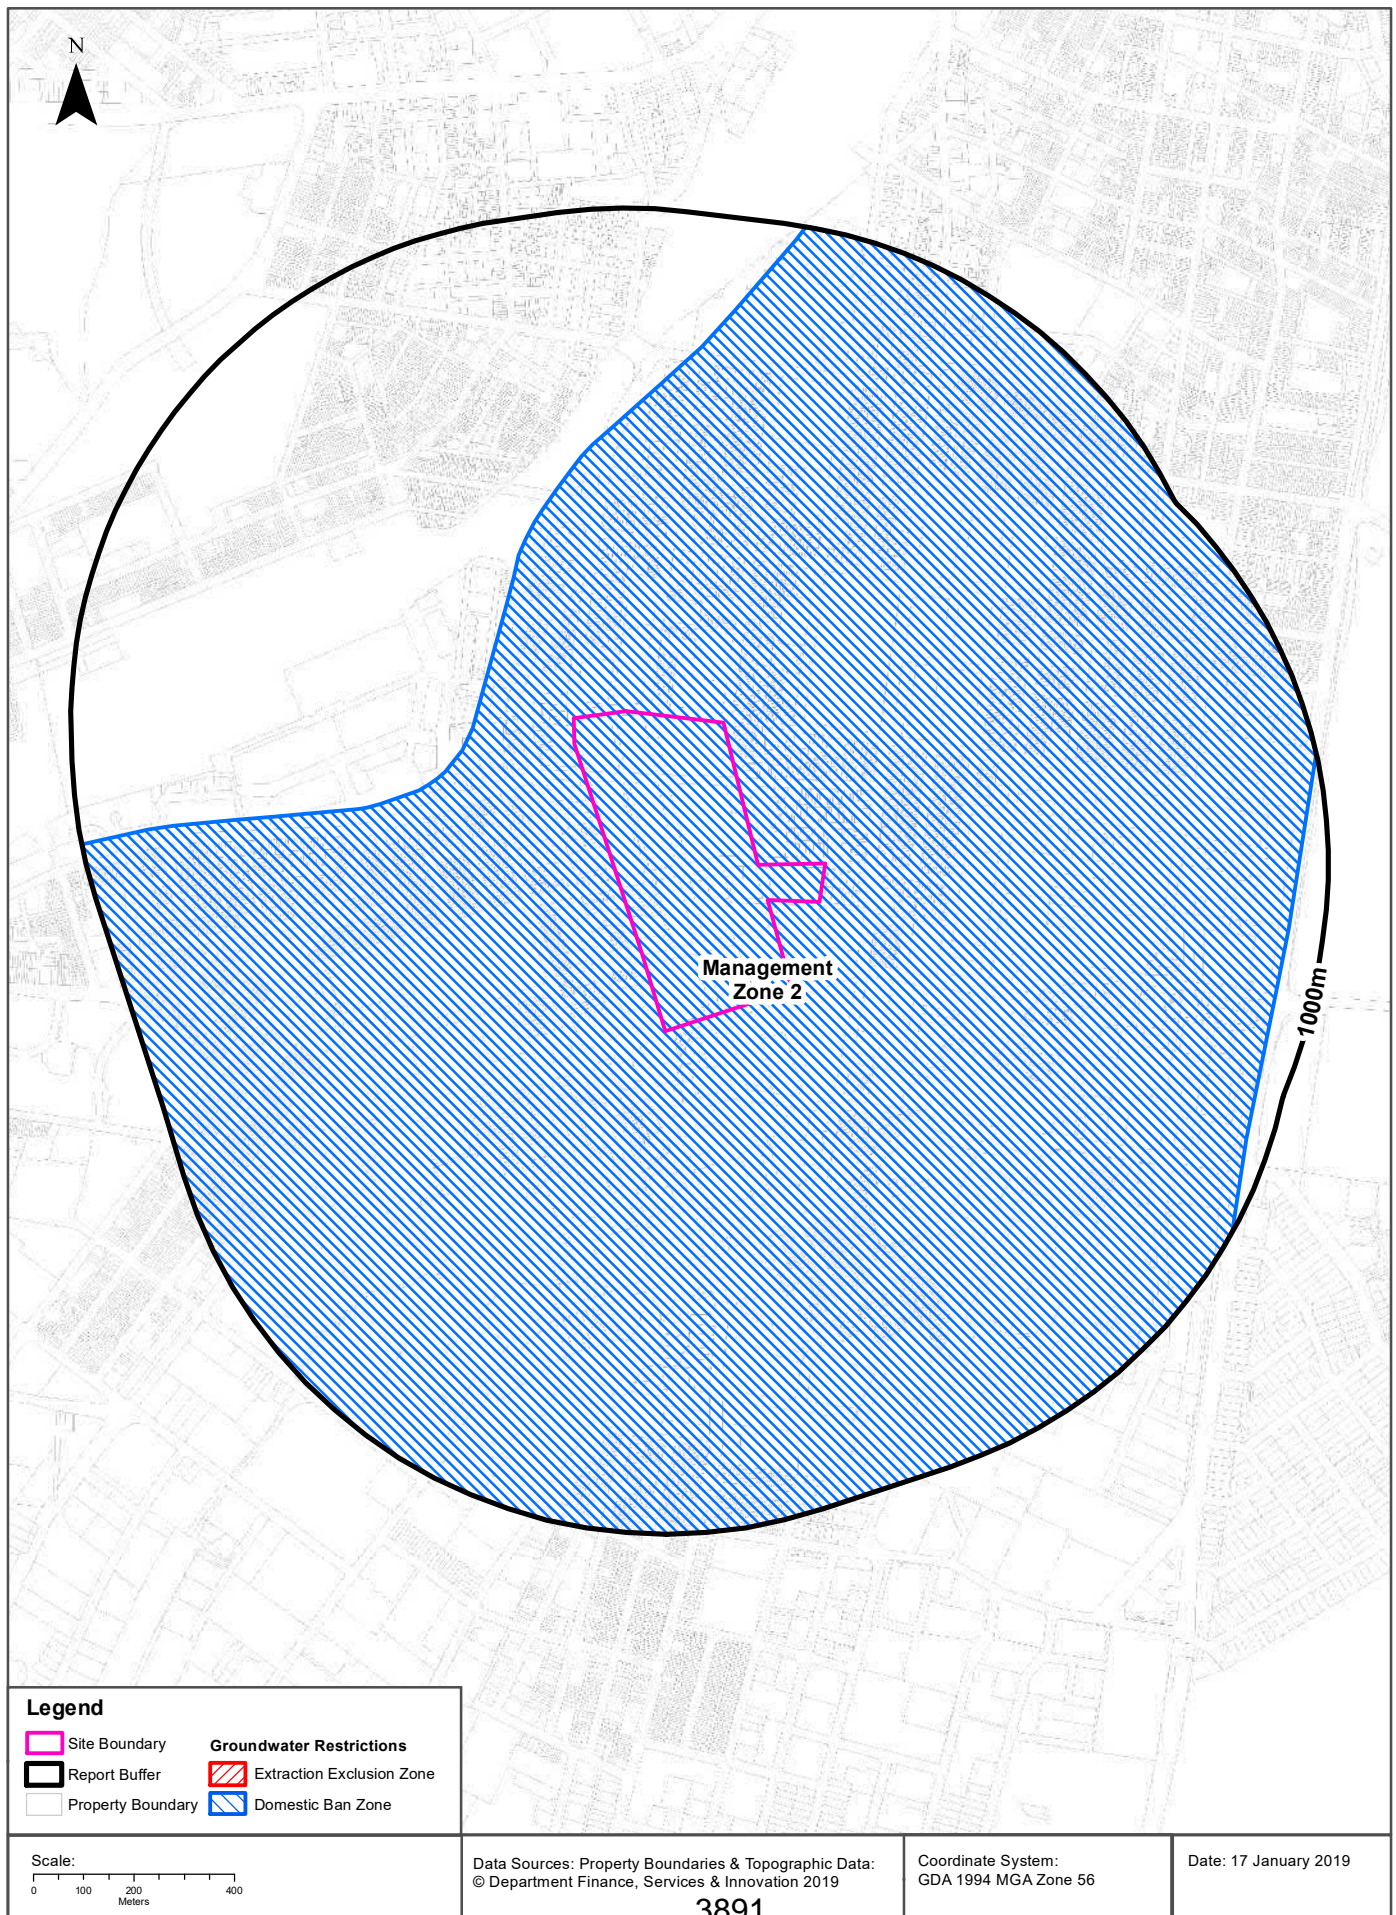 N
Management
Zone 2
1000m
Legend
Site Boundary
Report Buffer
Property Boundary
Groundwater Restrictions
Extraction Exclusion Zone
Domestic Ban Zone
Scale:
0 100 200 400
Meters
Data Sources: Property Boundaries & Topographic Data:
© Department Finance, Services & Innovation 2019
3891
Coordinate System:
GDA 1994 MGA Zone 56
Date: 17 January 2019